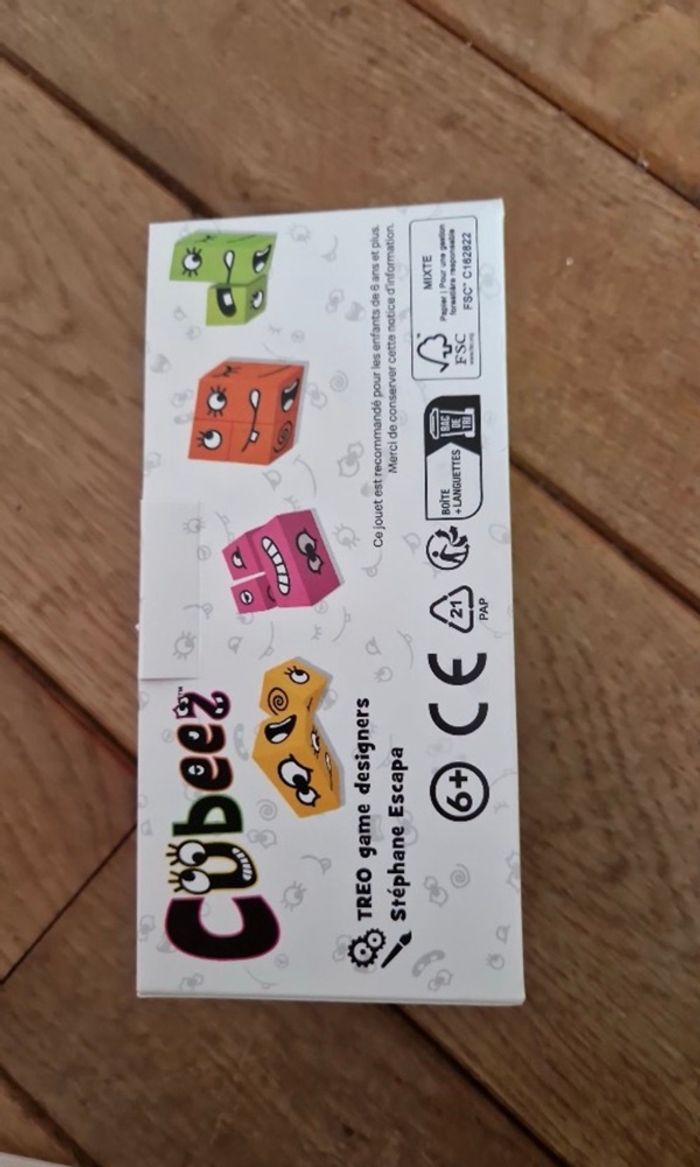 Cubeez™
TREO game designers
Stéphane Escapa
Ce jouet est recommandé pour les enfants de 6 ans et plus.
Merci de conserver cette notice d'information.
6+
CE
21
PAP
BOÎTE
+ LANGUETTES
BAC
DE
TRI
FSC
MIXTE
Papier | Pour une gestion
forestière responsable
FSC™ C162822